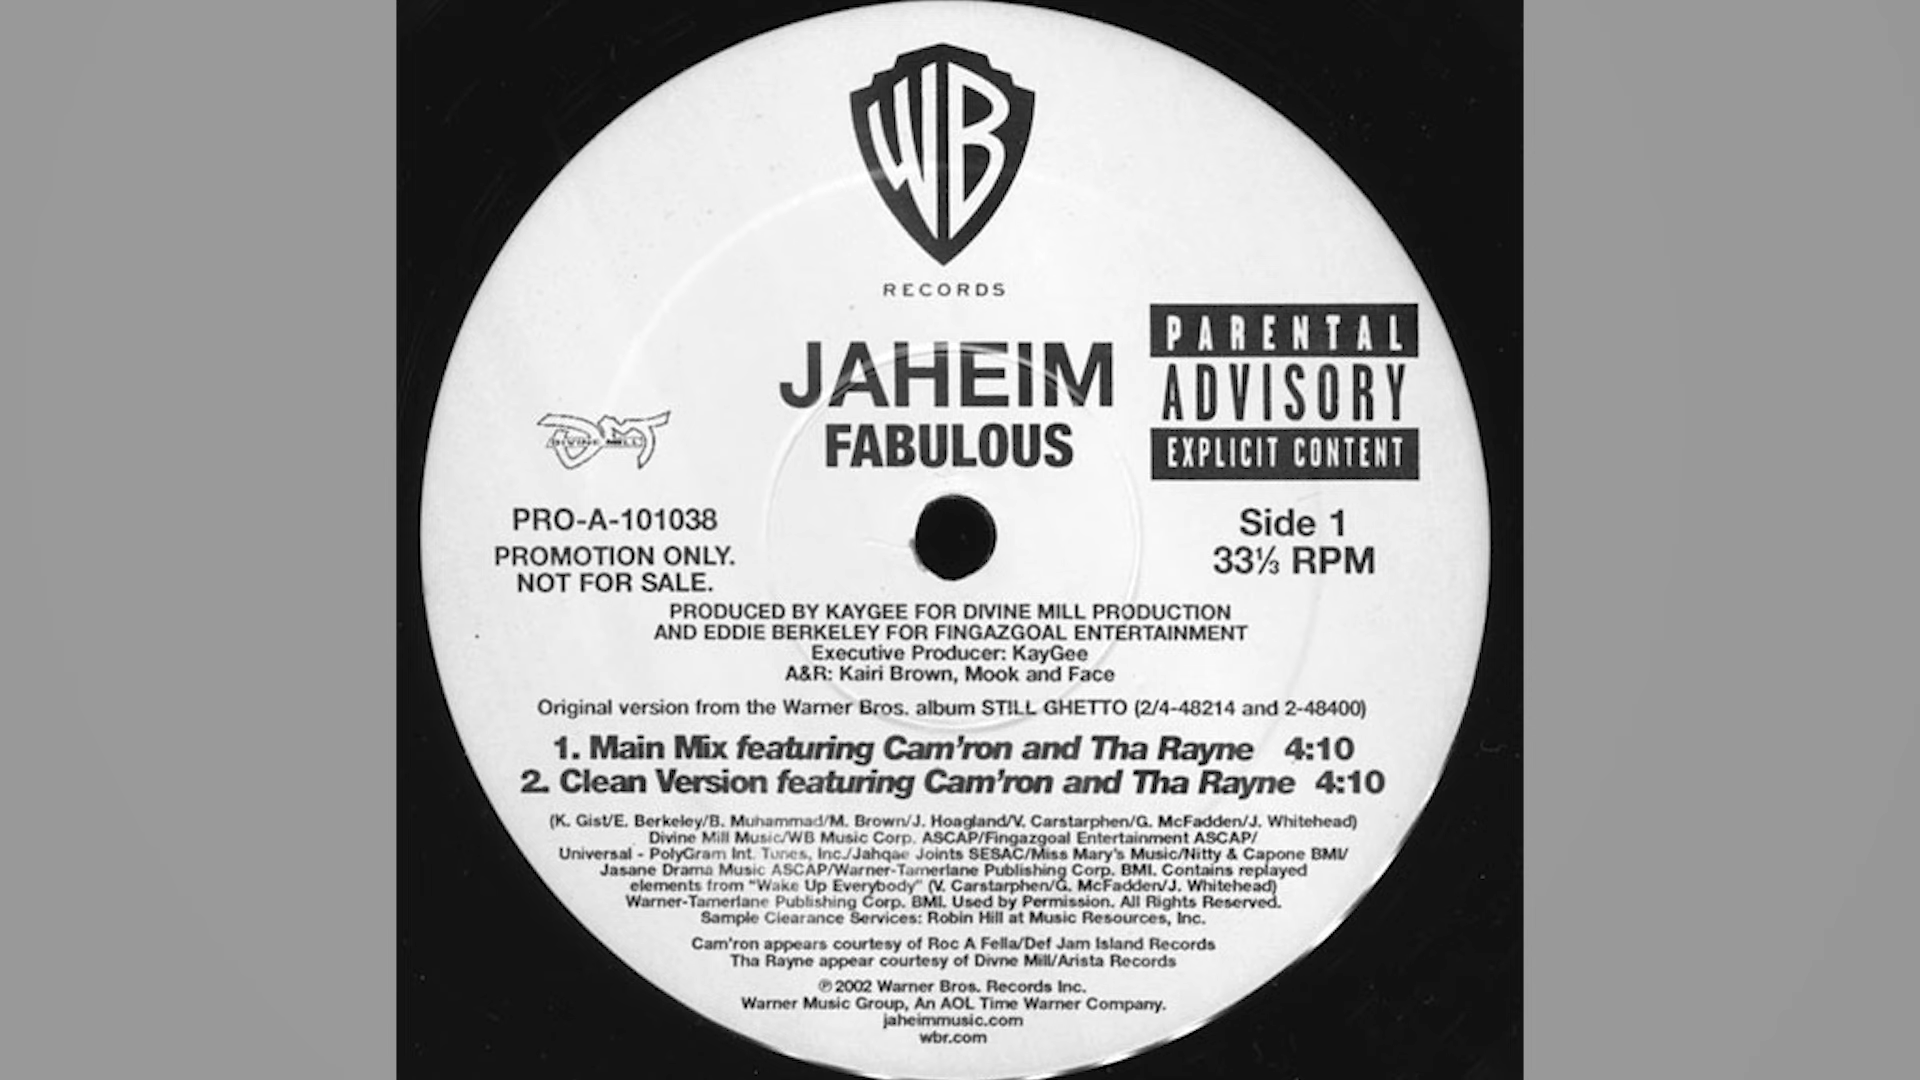 WB
RECORDS
JAHEIM
FABULOUS
PARENTAL
ADVISORY
EXPLICIT CONTENT
DIVINE MILL
PRO-A-101038
PROMOTION ONLY.
NOT FOR SALE.
Side 1
33⅓ RPM
PRODUCED BY KAYGEE FOR DIVINE MILL PRODUCTION
AND EDDIE BERKELEY FOR FINGAZGOAL ENTERTAINMENT
Executive Producer: KayGee
A&R: Kairi Brown, Mook and Face
Original version from the Warner Bros. album STILL GHETTO (2/4-48214 and 2-48400)
1. Main Mix featuring Cam'ron and Tha Rayne 4:10
2. Clean Version featuring Cam'ron and Tha Rayne 4:10
(K. Gist/E. Berkeley/B. Muhammad/M. Brown/J. Hoagland/V. Carstarphen/G. McFadden/J. Whitehead)
Divine Mill Music/WB Music Corp. ASCAP/Fingazgoal Entertainment ASCAP/
Universal - PolyGram Int. Tunes, Inc./Jahqae Joints SESAC/Miss Mary's Music/Nitty & Capone BMI/
Jasane Drama Music ASCAP/Warner-Tamerlane Publishing Corp. BMI. Contains replayed
elements from "Wake Up Everybody" (V. Carstarphen/G. McFadden/J. Whitehead)
Warner-Tamerlane Publishing Corp. BMI. Used by Permission. All Rights Reserved.
Sample Clearance Services: Robin Hill at Music Resources, Inc.
Cam'ron appears courtesy of Roc A Fella/Def Jam Island Records
Tha Rayne appear courtesy of Divne Mill/Arista Records
℗ 2002 Warner Bros. Records Inc.
Warner Music Group, An AOL Time Warner Company.
jaheimmusic.com
wbr.com